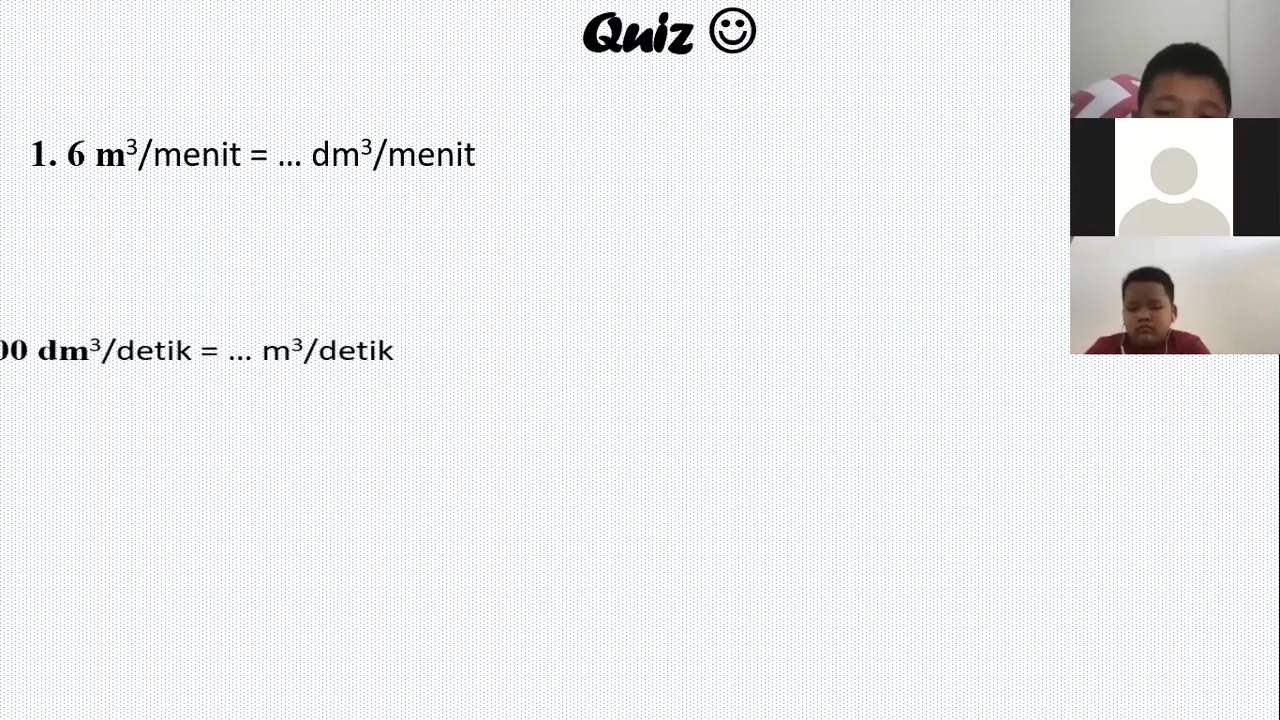 Quiz ☺
1. 6 m³/menit = ... dm³/menit
00 dm³/detik = ... m³/detik